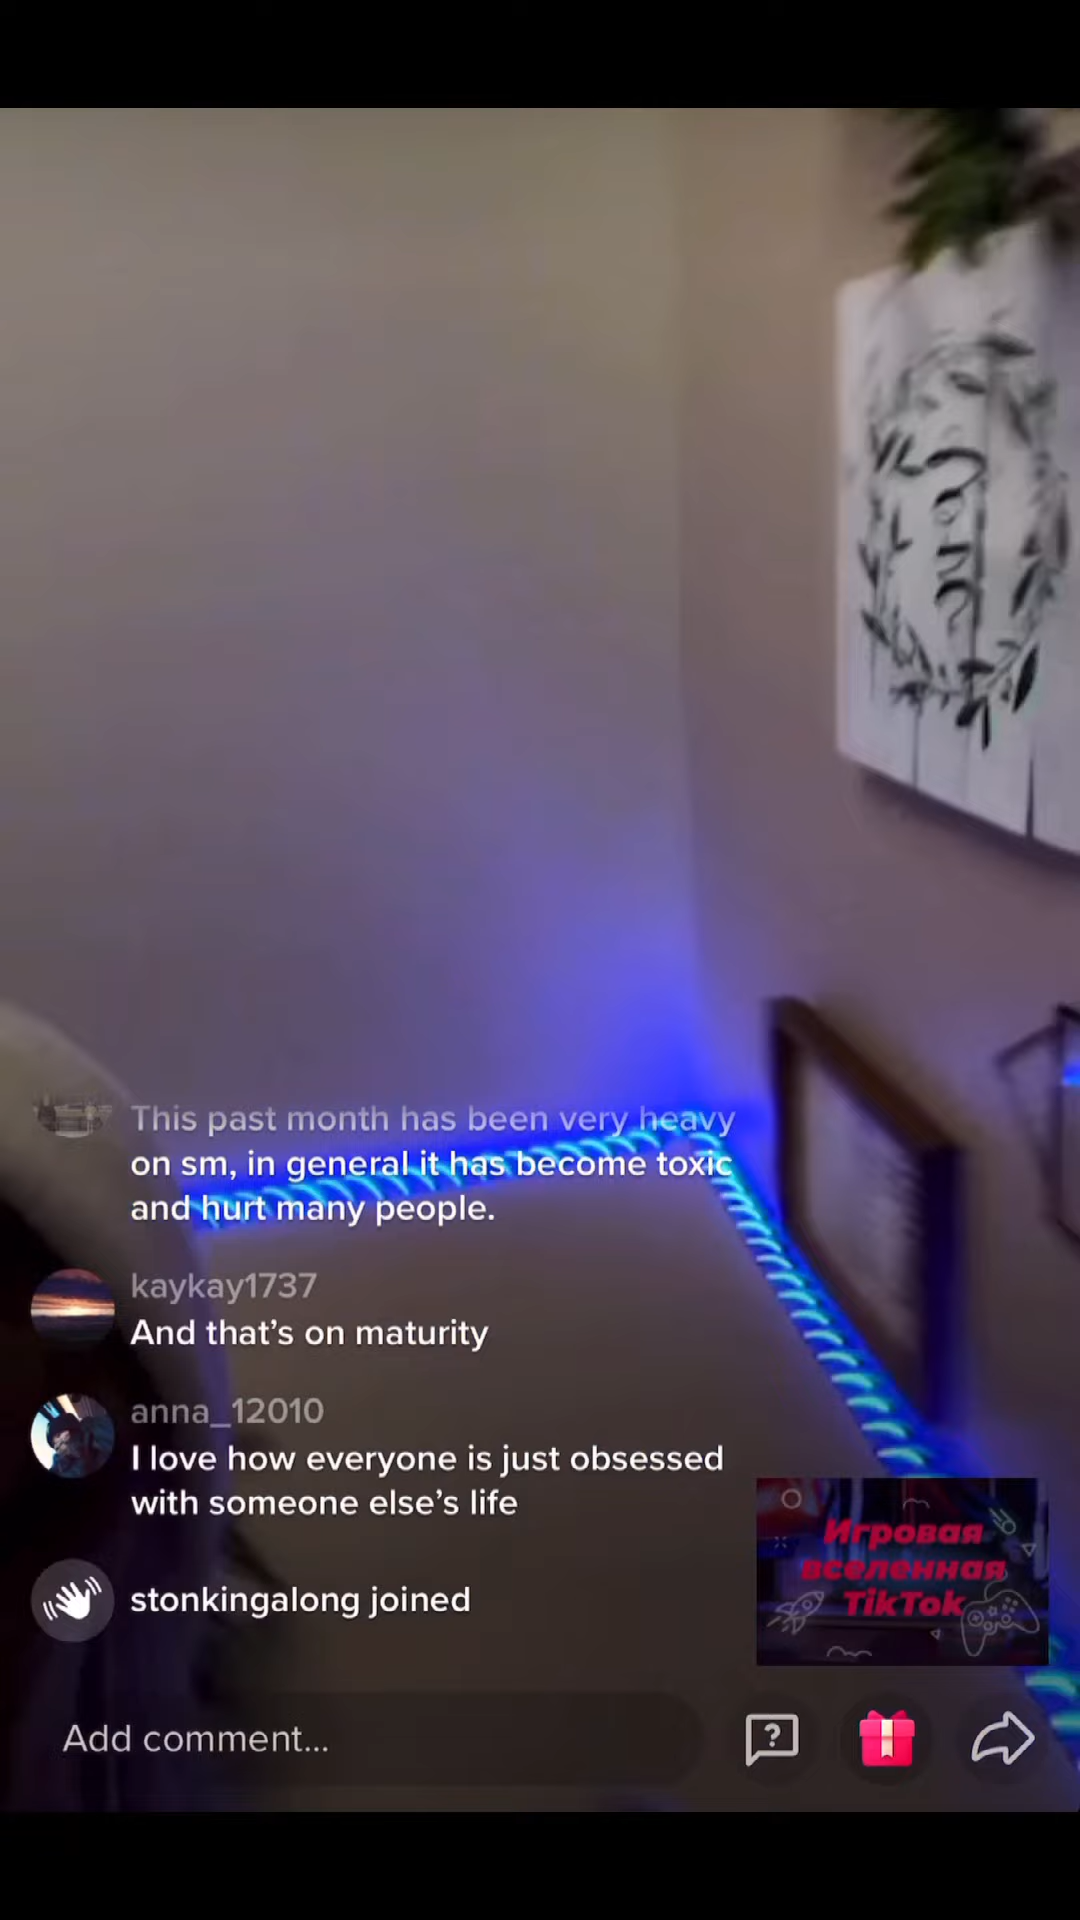 This past month has been very heavy
on sm, in general it has become toxic
and hurt many people.
kaykay1737
And that’s on maturity
anna_12010
I love how everyone is just obsessed
with someone else’s life
stonkingalong joined
Игровая
вселенная
TikTok
Add comment...